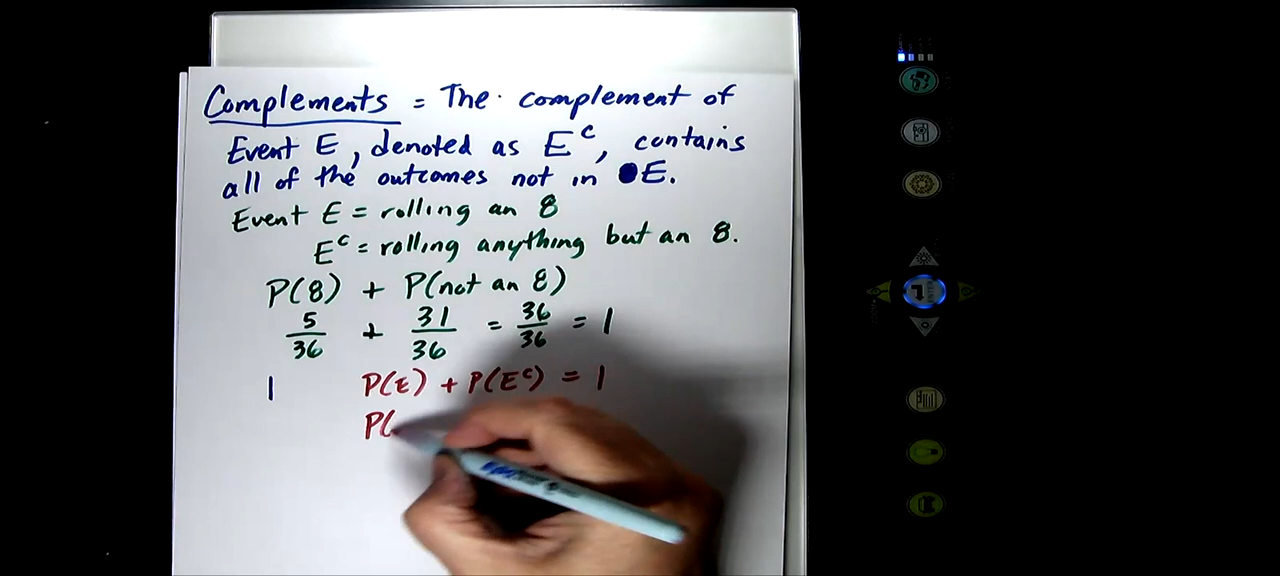 Complements = The complement of
Event E, denoted as E^c, contains
all of the outcomes not in E.
Event E = rolling an 8
E^c = rolling anything but an 8.
P(8) + P(not an 8)
5/36 + 31/36 = 36/36 = 1
1 P(E) + P(E^c) = 1
P(